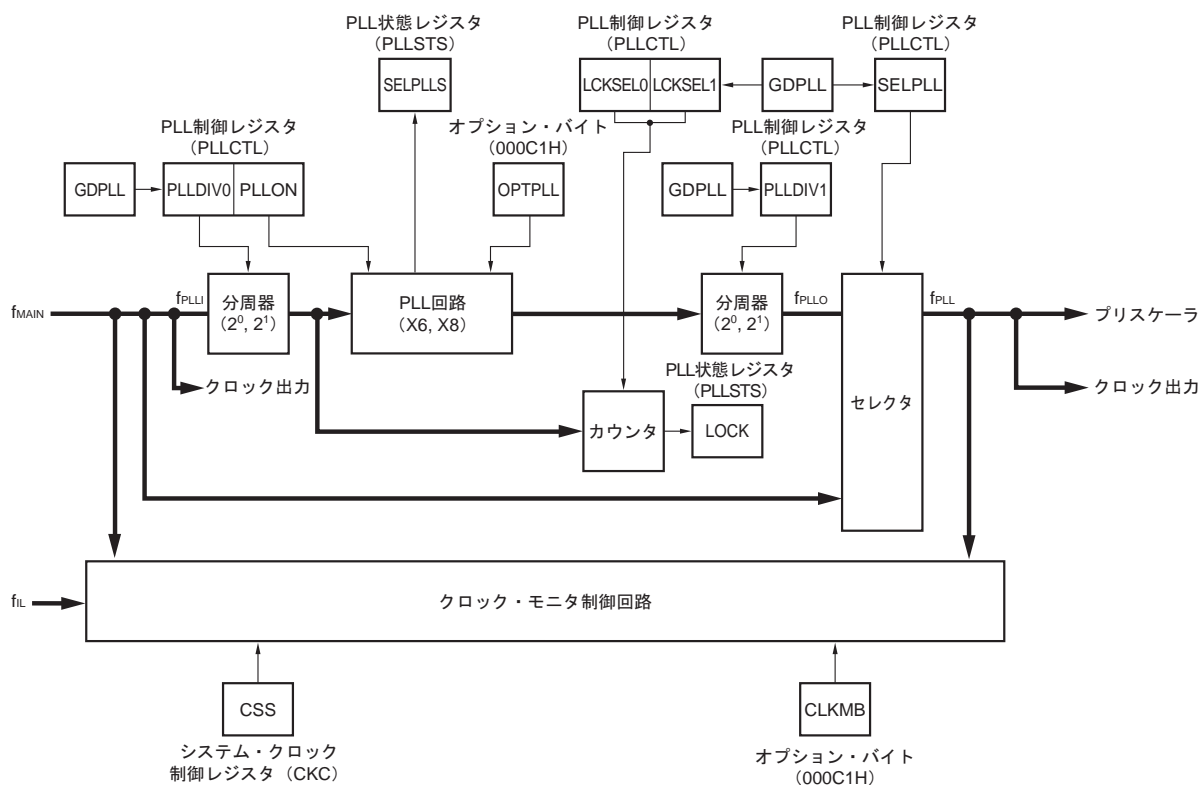 PLL状態レジスタ
（PLLSTS）
SELPLLS
PLL制御レジスタ
（PLLCTL）
LCKSEL0 LCKSEL1
GDPLL
PLL制御レジスタ
（PLLCTL）
SELPLL
PLL制御レジスタ
（PLLCTL）
GDPLL
PLLDIV0 PLLON
オプション・バイト
（000C1H）
OPTPLL
PLL制御レジスタ
（PLLCTL）
GDPLL
PLLDIV1
fMAIN
fPLLI
分周器
（2⁰, 2¹）
PLL回路
（X6, X8）
分周器
（2⁰, 2¹）
fPLLO
セレクタ
fPLL
プリスケーラ
クロック出力
クロック出力
カウンタ
PLL状態レジスタ
（PLLSTS）
LOCK
fIL
クロック・モニタ制御回路
CSS
システム・クロック
制御レジスタ（CKC）
CLKMB
オプション・バイト
（000C1H）